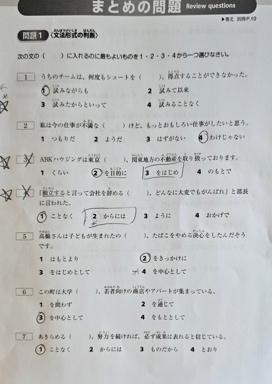 まとめの問題 Review questions
▶答え 別冊P.10
問題1 〈文法形式の判断〉
次の文の（　）に入れるのに最もよいものを1・2・3・4から一つ選びなさい。
1 うちのチームは、何度もシュートを（　）、得点することができなかった。
1 試みながらも 2 試みて以来
3 試みたからといって 4 試みることなく
2 私は今の仕事が不満な（　）けど、もっとおもしろい仕事がしたいと思う。
1 つもりだ 2 ようだ 3 はずがない 4 わけじゃない
3 ABKハウジングは東京（　）、関東地方の不動産を取り扱っております。
1 くらい 2 を目的に 3 をはじめ 4 のもとで
4 「独立すると言って会社を辞める（　）、どんなに大変でもがんばれ」と部長
に言われた。
1 ことなく 2 からには 3 ように 4 おかげで
5 高橋さんは子どもが生まれたの（　）、たばこをやめる決心をしたんだそう
です。
1 はもとより 2 をきっかけに
3 をはじめとして 4 を中心として
6 この町は大学（　）、若者向けの商店やアパートが集まっている。
1 を問わず 2 を通じて
3 を中心として 4 をもととして
7 あきらめる（　）、努力を続ければ、必ず成果は表れると信じている。
1 ことなく 2 からには 3 ものだから 4 とおり